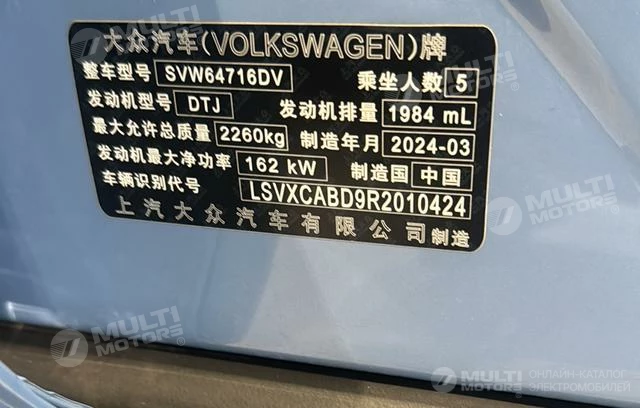 大众汽车(VOLKSWAGEN)牌
整车型号 SVW64716DV 乘坐人数 5
发动机型号 DTJ 发动机排量 1984 mL
最大允许总质量 2260kg 制造年月 2024-03
发动机最大净功率 162 kW 制造国 中国
车辆识别代号 LSVXCABD9R2010424
上汽大众汽车有限公司 制造
MULTI MOTORS
MULTI MOTORS
MULTI MOTORS
MULTI MOTORS
MULTI MOTORS ОНЛАЙН-КАТАЛОГ ЭЛЕКТРОМОБИЛЕЙ